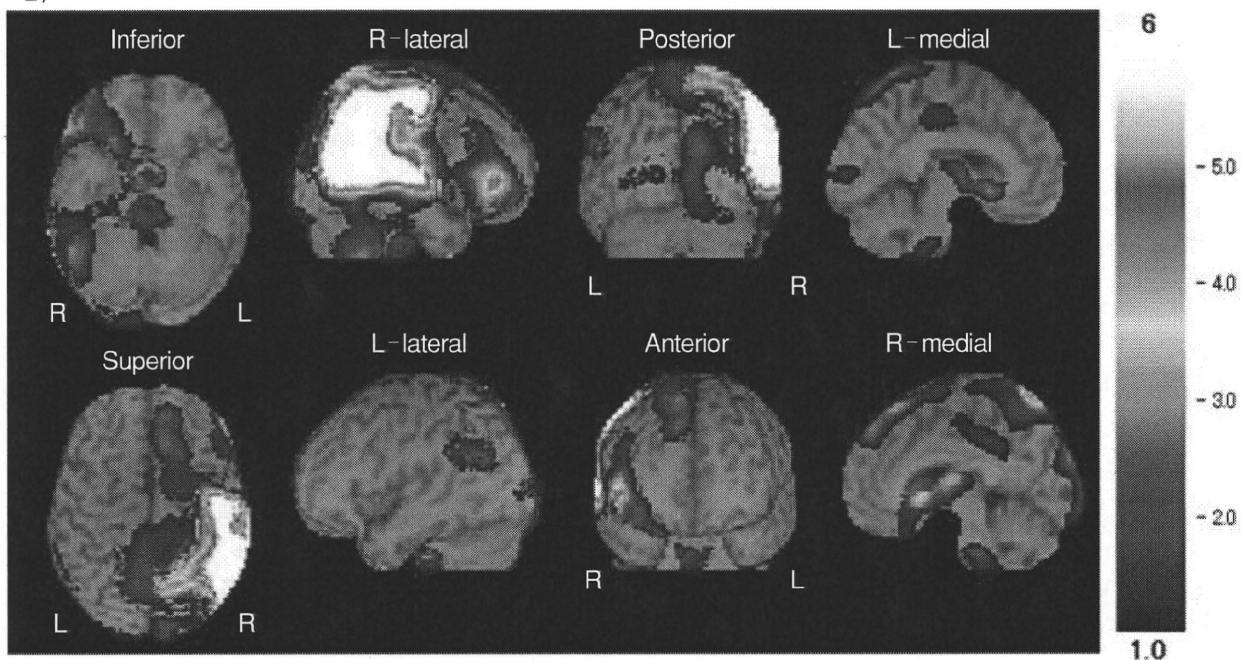 Inferior
R-lateral
Posterior
L-medial
R
L
L
R
Superior
L-lateral
Anterior
R-medial
L
R
R
L
6
- 5.0
- 4.0
- 3.0
- 2.0
1.0